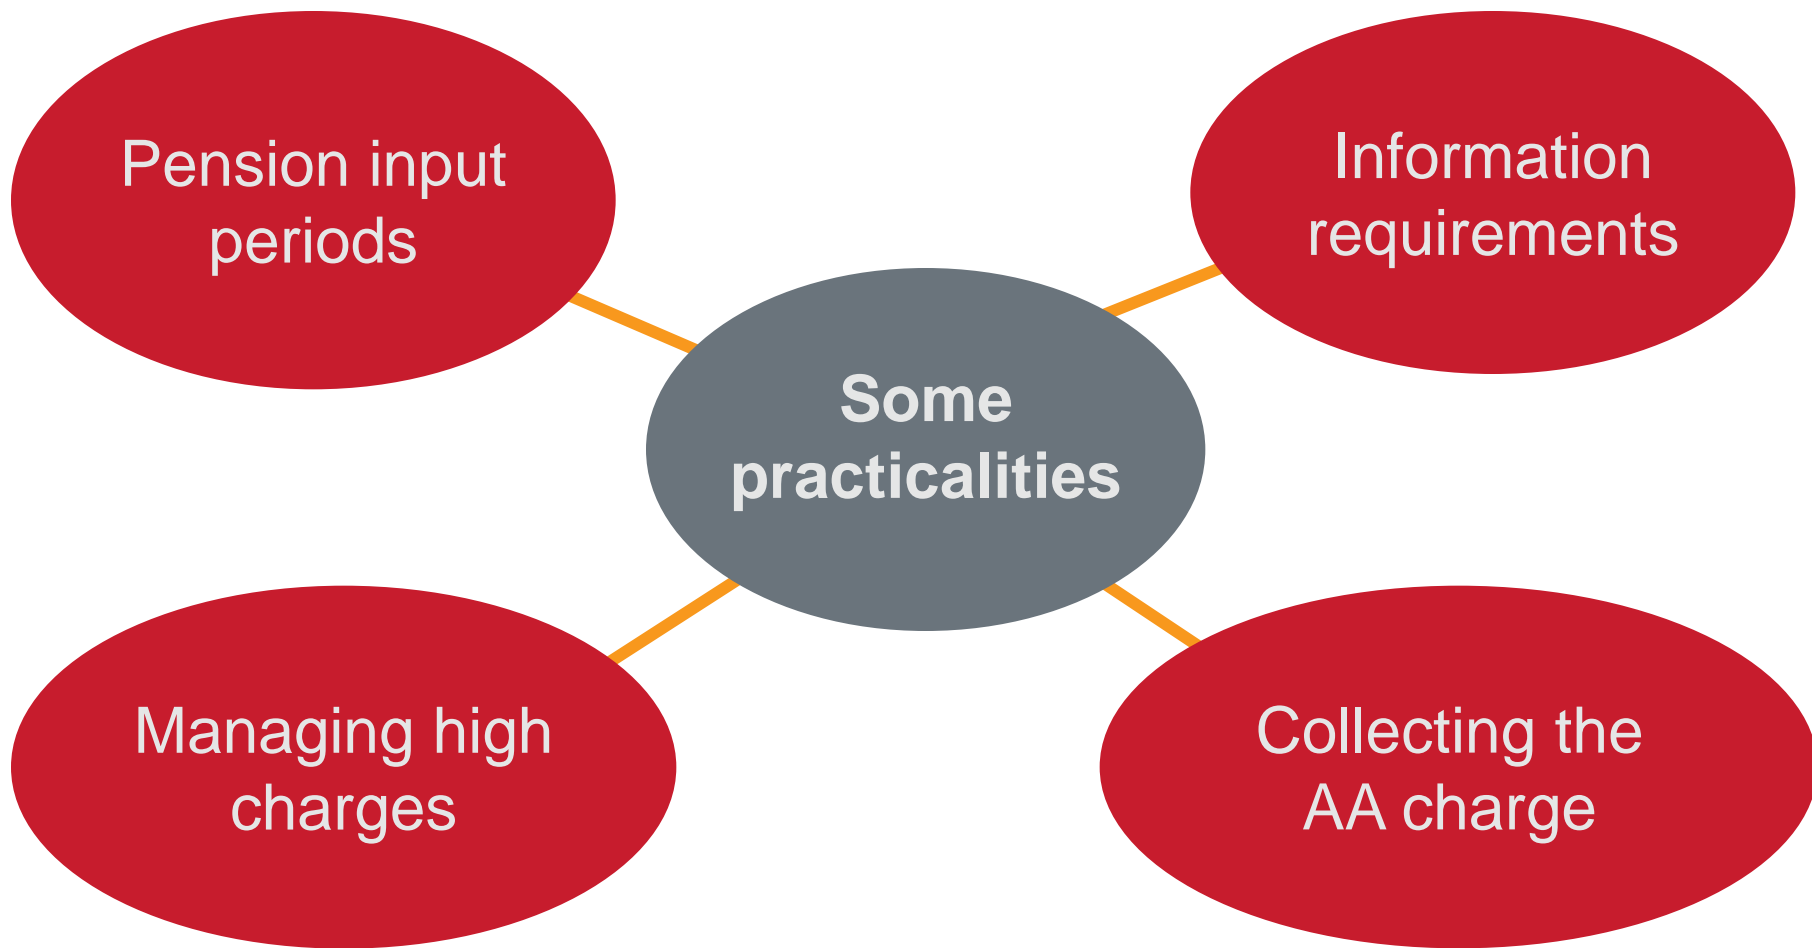 Pension input
periods
Information
requirements
Some
practicalities
Managing high
charges
Collecting the
AA charge